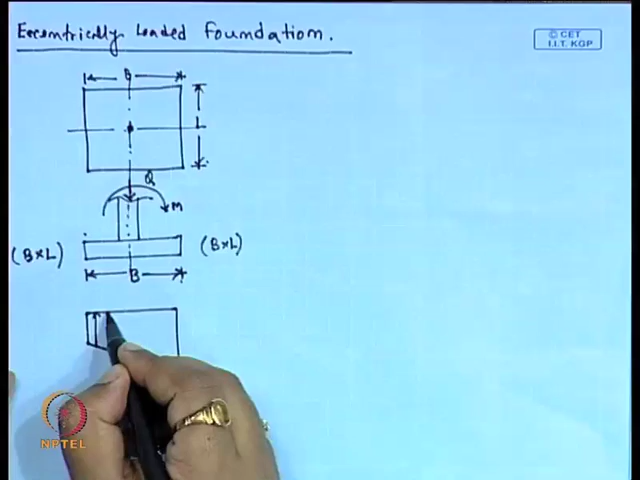 Eccentrically Loaded Foundation.
© CET
I.I.T. KGP
B
L
Q
M
(B×L)
(B×L)
B
NPTEL